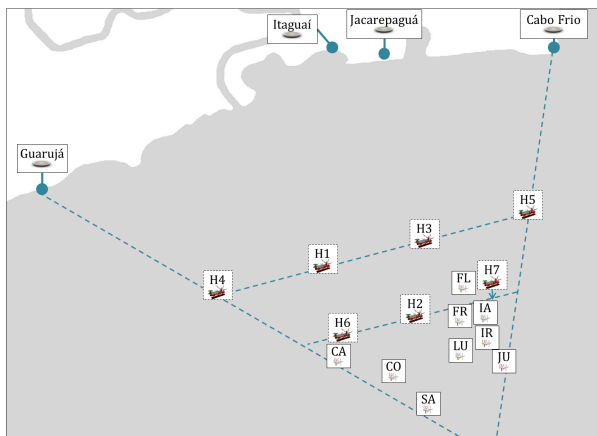 Itaguaí
Jacarepaguá
Cabo Frio
Guarujá
H5
H3
H1
H4
H7
FL
H2
IA
FR
H6
IR
CA
LU
JU
CO
SA